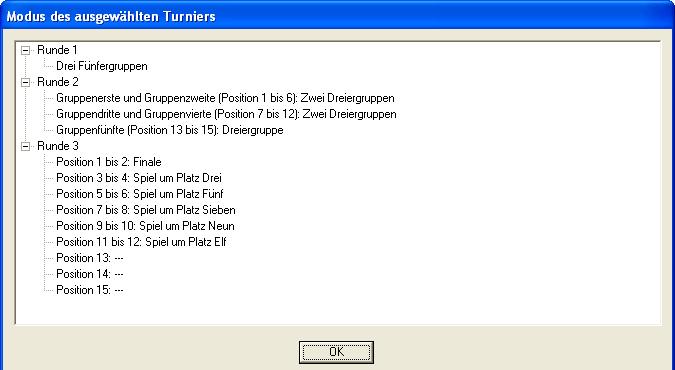 Modus des ausgewählten Turniers
Runde 1
Drei Fünfergruppen
Runde 2
Gruppenerste und Gruppenzweite (Position 1 bis 6): Zwei Dreiergruppen
Gruppendritte und Gruppenvierte (Position 7 bis 12): Zwei Dreiergruppen
Gruppenfünfte (Position 13 bis 15): Dreiergruppe
Runde 3
Position 1 bis 2: Finale
Position 3 bis 4: Spiel um Platz Drei
Position 5 bis 6: Spiel um Platz Fünf
Position 7 bis 8: Spiel um Platz Sieben
Position 9 bis 10: Spiel um Platz Neun
Position 11 bis 12: Spiel um Platz Elf
Position 13: ---
Position 14: ---
Position 15: ---
OK